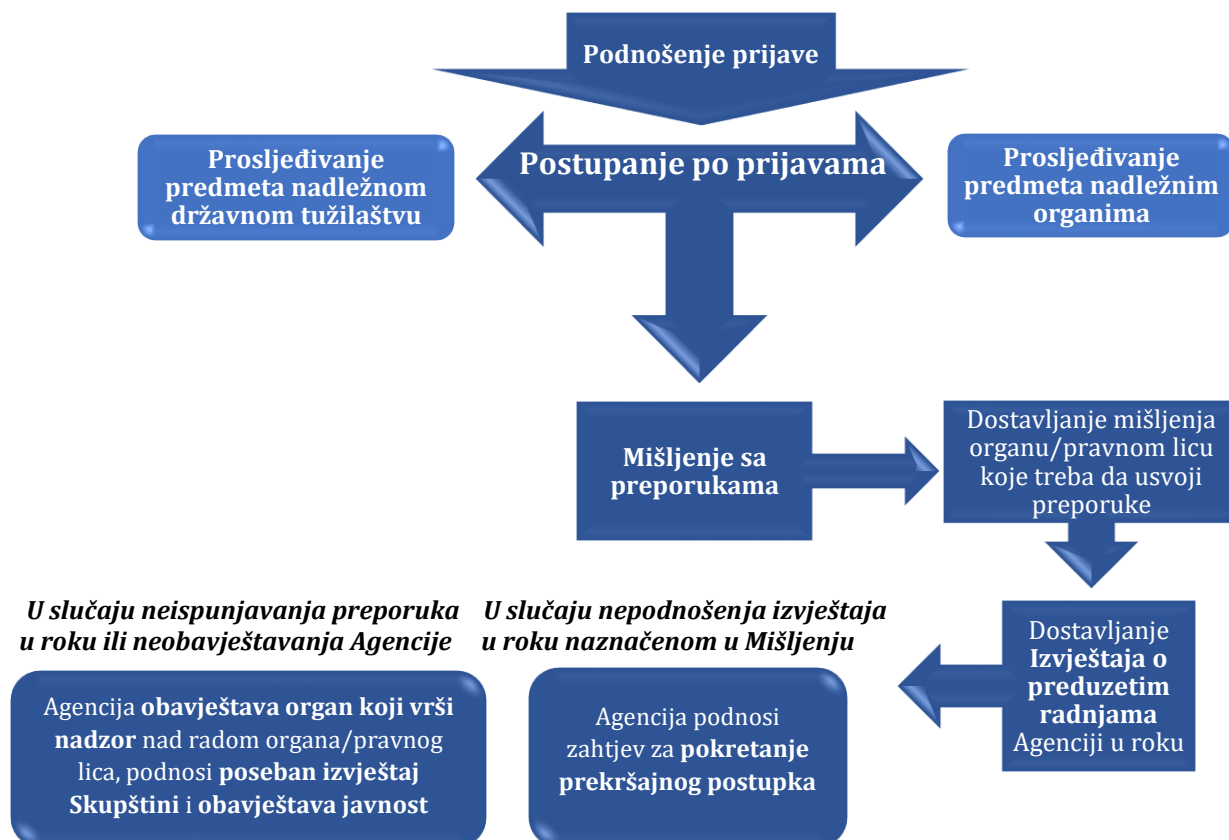 Podnošenje prijave
Postupanje po prijavama
Prosljeđivanje
predmeta nadležnom
državnom tužilaštvu
Prosljeđivanje
predmeta nadležnim
organima
Mišljenje sa
preporukama
Dostavljanje mišljenja
organu/pravnom licu
koje treba da usvoji
preporuke
Dostavljanje
Izvještaja o
preduzetim
radnjama
Agenciji u roku
U slučaju neispunjavanja preporuka
u roku ili neobavještavanja Agencije
U slučaju nepodnošenja izvještaja
u roku naznačenom u Mišljenju
Agencija obavještava organ koji vrši
nadzor nad radom organa/pravnog
lica, podnosi poseban izvještaj
Skupštini i obavještava javnost
Agencija podnosi
zahtjev za pokretanje
prekršajnog postupka